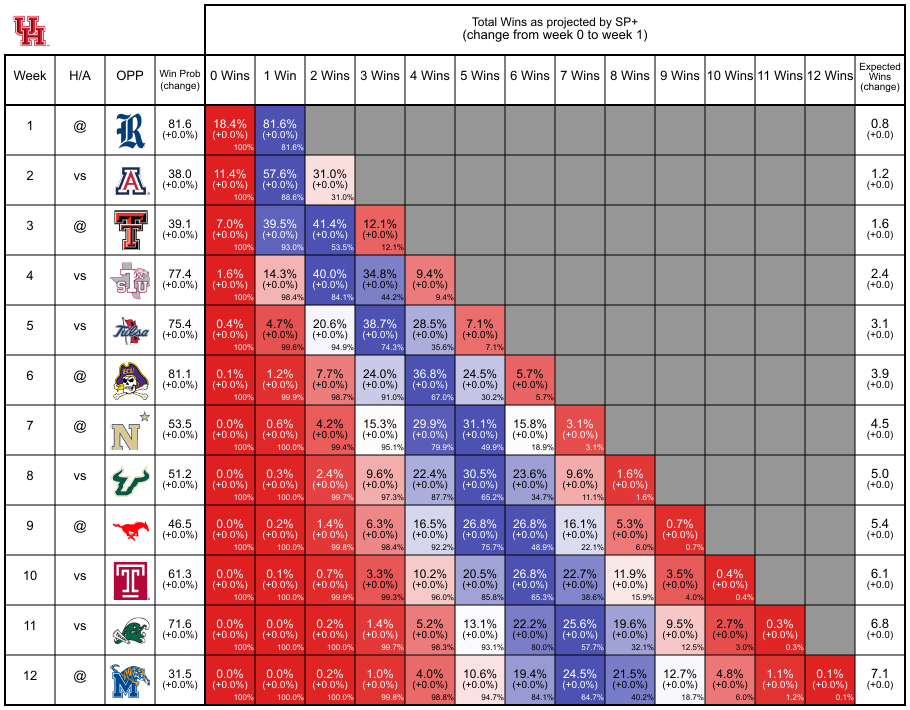 UH
Total Wins as projected by SP+
(change from week 0 to week 1)
Week H/A OPP Win Prob (change) 0 Wins 1 Win 2 Wins 3 Wins 4 Wins 5 Wins 6 Wins 7 Wins 8 Wins 9 Wins 10 Wins 11 Wins 12 Wins Expected Wins (change)
1 @ R 81.6 18.4% 81.6% 0.8
(+0.0%) (+0.0%) (+0.0%) (+0.0)
100% 81.6%
2 vs A 38.0 11.4% 57.6% 31.0% 1.2
(+0.0%) (+0.0%) (+0.0%) (+0.0%) (+0.0)
100% 88.6% 31.0%
3 @ T 39.1 7.0% 39.5% 41.4% 12.1% 1.6
(+0.0%) (+0.0%) (+0.0%) (+0.0%) (+0.0%) (+0.0)
100% 93.0% 53.5% 12.1%
4 vs TSU 77.4 1.6% 14.3% 40.0% 34.8% 9.4% 2.4
(+0.0%) (+0.0%) (+0.0%) (+0.0%) (+0.0%) (+0.0%) (+0.0)
100% 98.4% 84.1% 44.2% 9.4%
5 vs Tulsa 75.4 0.4% 4.7% 20.6% 38.7% 28.5% 7.1% 3.1
(+0.0%) (+0.0%) (+0.0%) (+0.0%) (+0.0%) (+0.0%) (+0.0%) (+0.0)
100% 99.6% 94.9% 74.3% 35.6% 7.1%
6 @ ECU 81.1 0.1% 1.2% 7.7% 24.0% 36.8% 24.5% 5.7% 3.9
(+0.0%) (+0.0%) (+0.0%) (+0.0%) (+0.0%) (+0.0%) (+0.0%) (+0.0%) (+0.0)
100% 99.9% 98.7% 91.0% 67.0% 30.2% 5.7%
7 @ N 53.5 0.0% 0.6% 4.2% 15.3% 29.9% 31.1% 15.8% 3.1% 4.5
(+0.0%) (+0.0%) (+0.0%) (+0.0%) (+0.0%) (+0.0%) (+0.0%) (+0.0%) (+0.0%) (+0.0)
100% 100.0% 99.4% 95.1% 79.9% 49.9% 18.9% 3.1%
8 vs U 51.2 0.0% 0.3% 2.4% 9.6% 22.4% 30.5% 23.6% 9.6% 1.6% 5.0
(+0.0%) (+0.0%) (+0.0%) (+0.0%) (+0.0%) (+0.0%) (+0.0%) (+0.0%) (+0.0%) (+0.0%) (+0.0)
100% 100.0% 99.7% 97.3% 87.7% 65.2% 34.7% 11.1% 1.6%
9 @ 46.5 0.0% 0.2% 1.4% 6.3% 16.5% 26.8% 26.8% 16.1% 5.3% 0.7% 5.4
(+0.0%) (+0.0%) (+0.0%) (+0.0%) (+0.0%) (+0.0%) (+0.0%) (+0.0%) (+0.0%) (+0.0%) (+0.0%) (+0.0)
100% 100.0% 99.8% 98.4% 92.2% 75.7% 48.9% 22.1% 6.0% 0.7%
10 vs T 61.3 0.0% 0.1% 0.7% 3.3% 10.2% 20.5% 26.8% 22.7% 11.9% 3.5% 0.4% 6.1
(+0.0%) (+0.0%) (+0.0%) (+0.0%) (+0.0%) (+0.0%) (+0.0%) (+0.0%) (+0.0%) (+0.0%) (+0.0%) (+0.0%) (+0.0)
100% 100.0% 99.9% 99.3% 96.0% 85.8% 65.3% 38.6% 15.9% 4.0% 0.4%
11 vs 71.6 0.0% 0.0% 0.2% 1.4% 5.2% 13.1% 22.2% 25.6% 19.6% 9.5% 2.7% 0.3% 6.8
(+0.0%) (+0.0%) (+0.0%) (+0.0%) (+0.0%) (+0.0%) (+0.0%) (+0.0%) (+0.0%) (+0.0%) (+0.0%) (+0.0%) (+0.0%) (+0.0)
100% 100.0% 100.0% 99.7% 98.3% 93.1% 80.0% 57.7% 32.1% 12.5% 3.0% 0.3%
12 @ M 31.5 0.0% 0.0% 0.2% 1.0% 4.0% 10.6% 19.4% 24.5% 21.5% 12.7% 4.8% 1.1% 0.1% 7.1
(+0.0%) (+0.0%) (+0.0%) (+0.0%) (+0.0%) (+0.0%) (+0.0%) (+0.0%) (+0.0%) (+0.0%) (+0.0%) (+0.0%) (+0.0%) (+0.0%) (+0.0)
100% 100.0% 100.0% 99.8% 98.8% 94.7% 84.1% 64.7% 40.2% 18.7% 6.0% 1.2% 0.1%